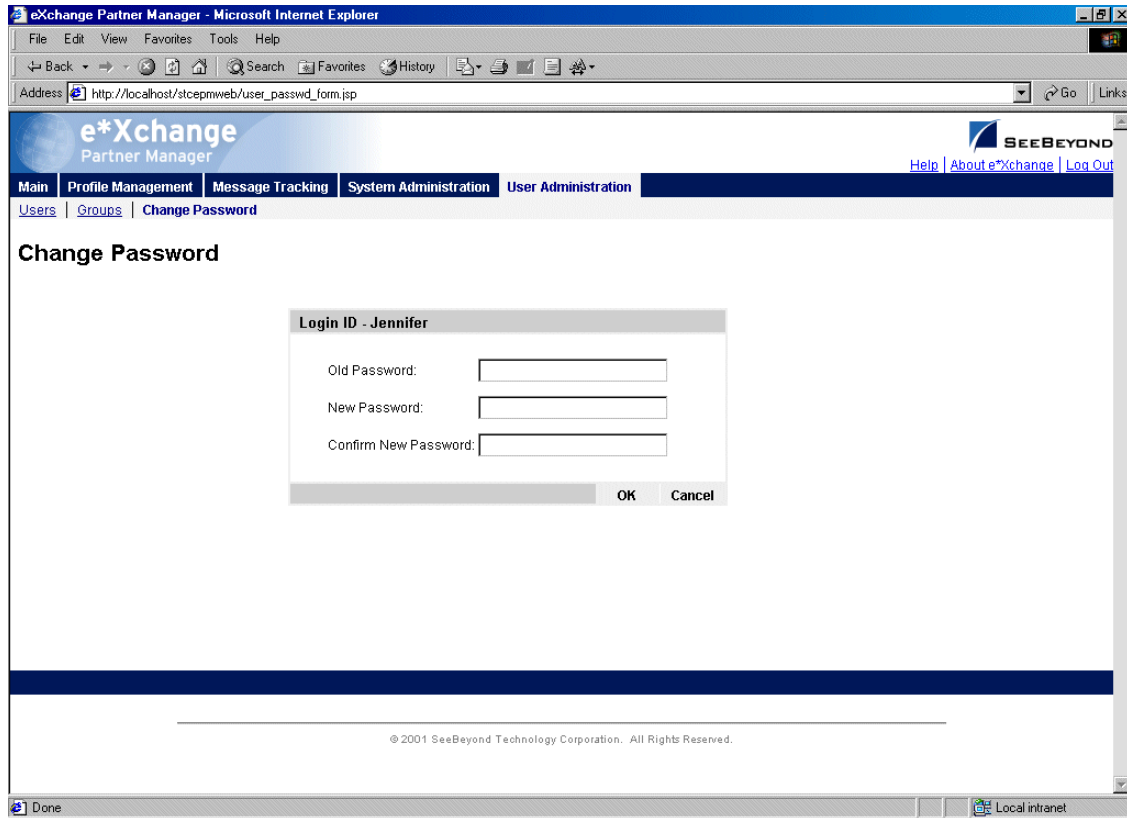 eXchange Partner Manager - Microsoft Internet Explorer
File Edit View Favorites Tools Help
Back Search Favorites History
Address http://localhost/stcepmweb/user_passwd_form.jsp Go Links
e*Xchange
Partner Manager
SEEBEYOND
Help | About e*Xchange | Log Out
Main Profile Management Message Tracking System Administration User Administration
Users | Groups | Change Password
Change Password
Login ID - Jennifer
Old Password:
New Password:
Confirm New Password:
OK Cancel
© 2001 SeeBeyond Technology Corporation. All Rights Reserved.
Done Local intranet